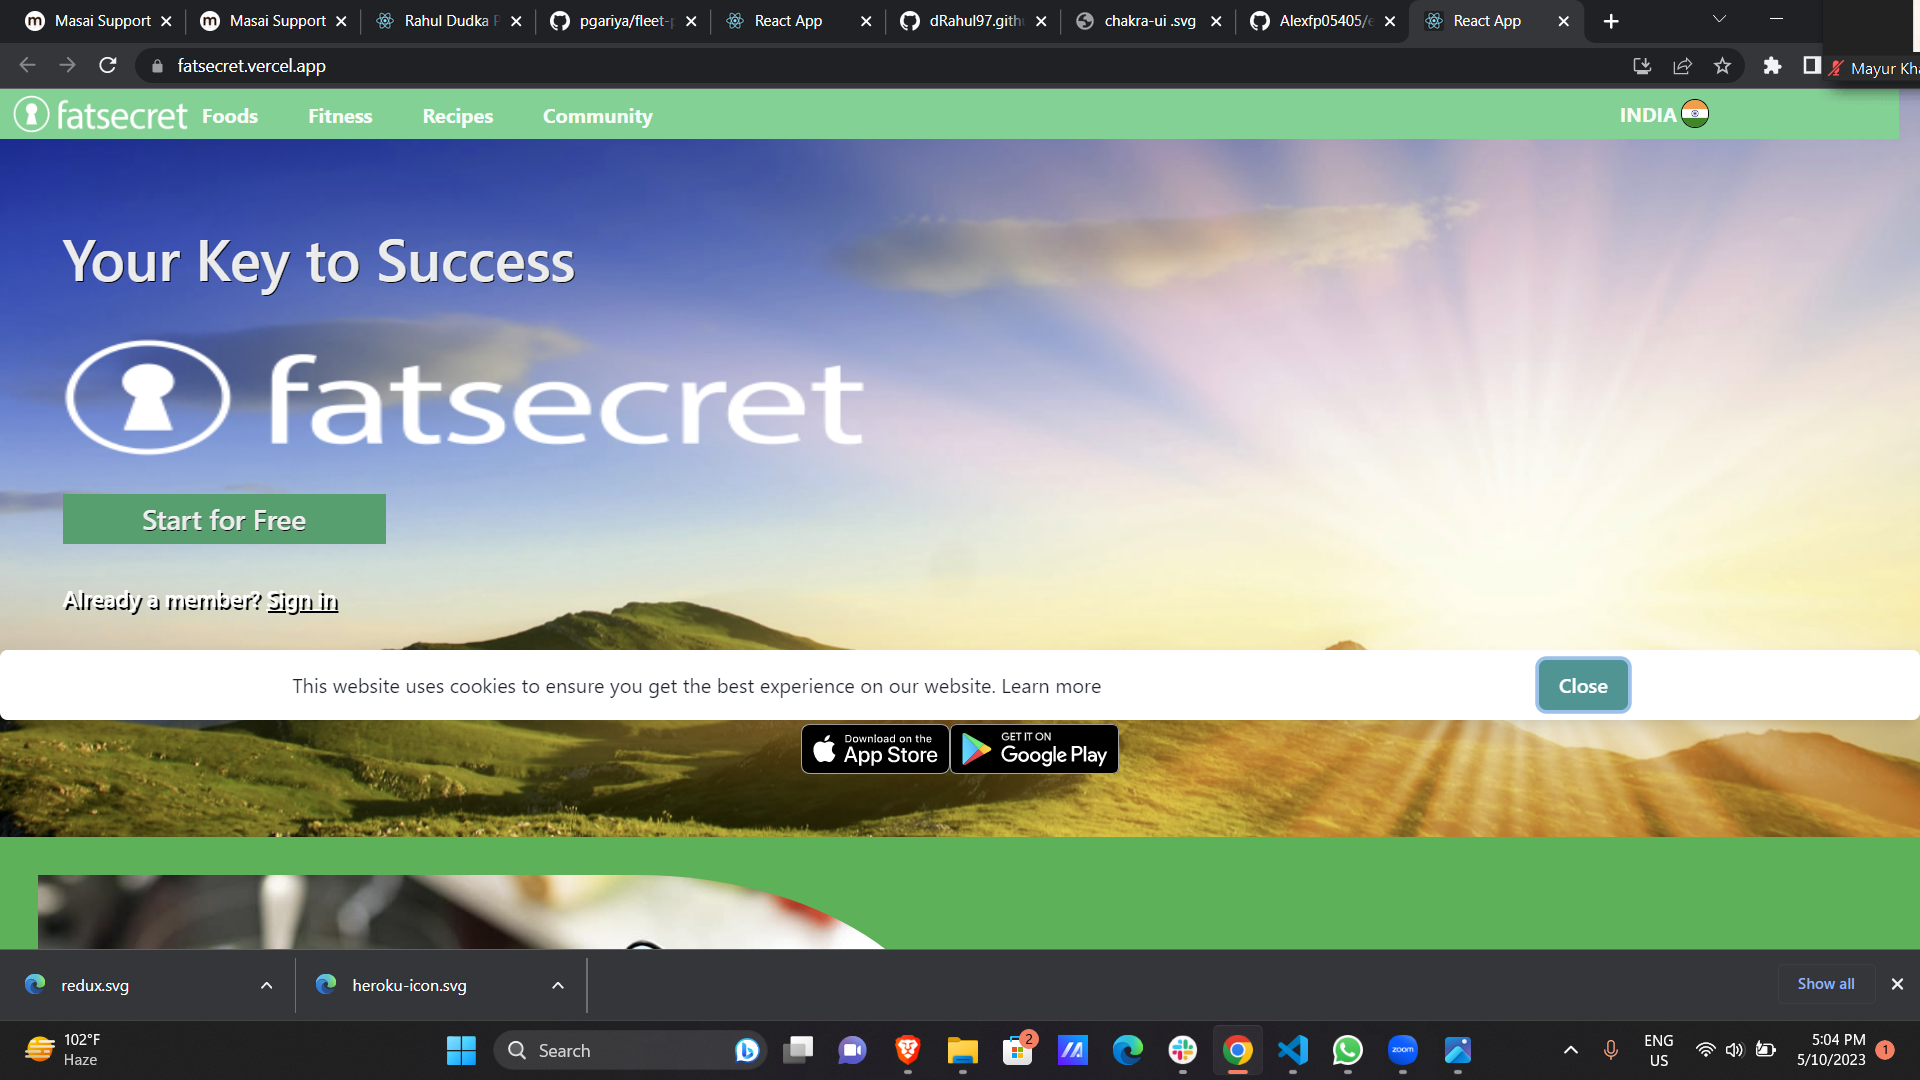 Masai Support
Masai Support
Rahul Dudka
pgariya/fleet-
React App
dRahul97.gith
chakra-ui .svg
Alexfp05405/
React App
fatsecret.vercel.app
Mayur Kha
fatsecret
Foods
Fitness
Recipes
Community
INDIA
Your Key to Success
fatsecret
Start for Free
Already a member? Sign in
This website uses cookies to ensure you get the best experience on our website. Learn more
Close
Download on the
App Store
GET IT ON
Google Play
redux.svg
heroku-icon.svg
Show all
102°F
Haze
Search
2
zoom
ENG
US
5:04 PM
5/10/2023
1